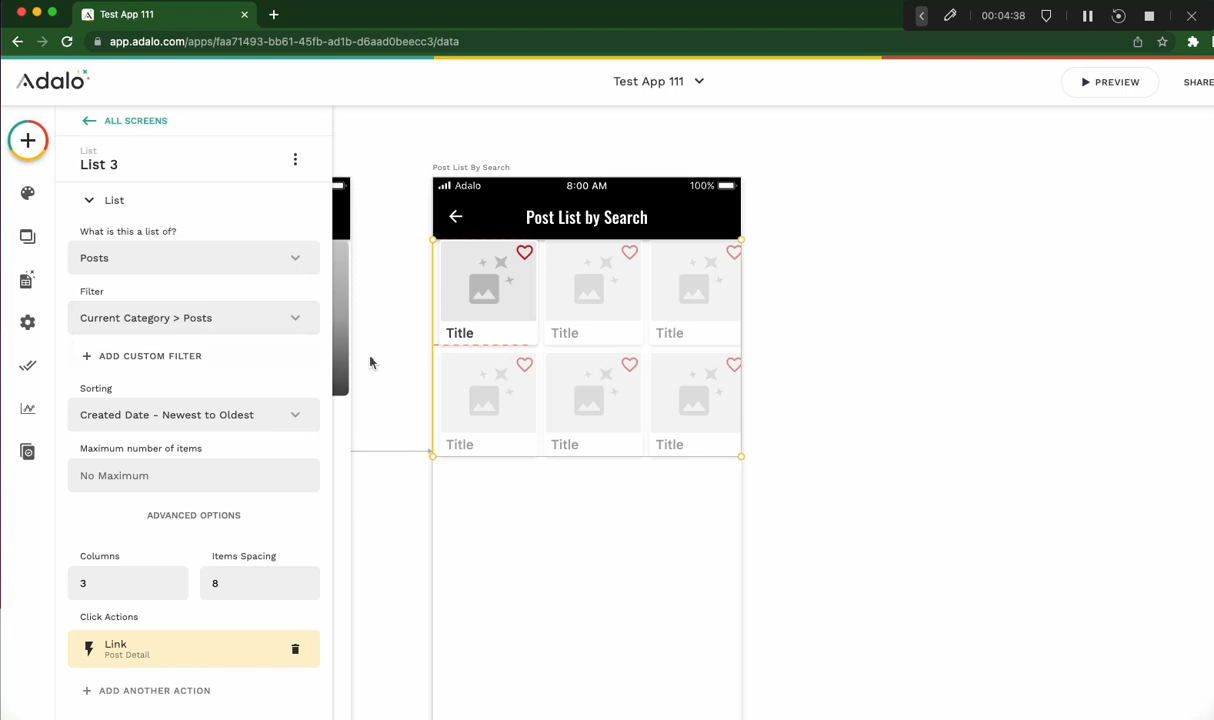 Test App 111
00:04:38
app.adalo.com/apps/faa71493-bb61-45fb-ad1b-d6aad0beecc3/data
Adalo
Test App 111
PREVIEW
SHARE
ALL SCREENS
List
List 3
List
What is this a list of?
Posts
Filter
Current Category > Posts
+ ADD CUSTOM FILTER
Sorting
Created Date - Newest to Oldest
Maximum number of items
No Maximum
ADVANCED OPTIONS
Columns
Items Spacing
3
8
Click Actions
Link
Post Detail
+ ADD ANOTHER ACTION
Post List By Search
Adalo
8:00 AM
100%
Post List by Search
Title
Title
Title
Title
Title
Title